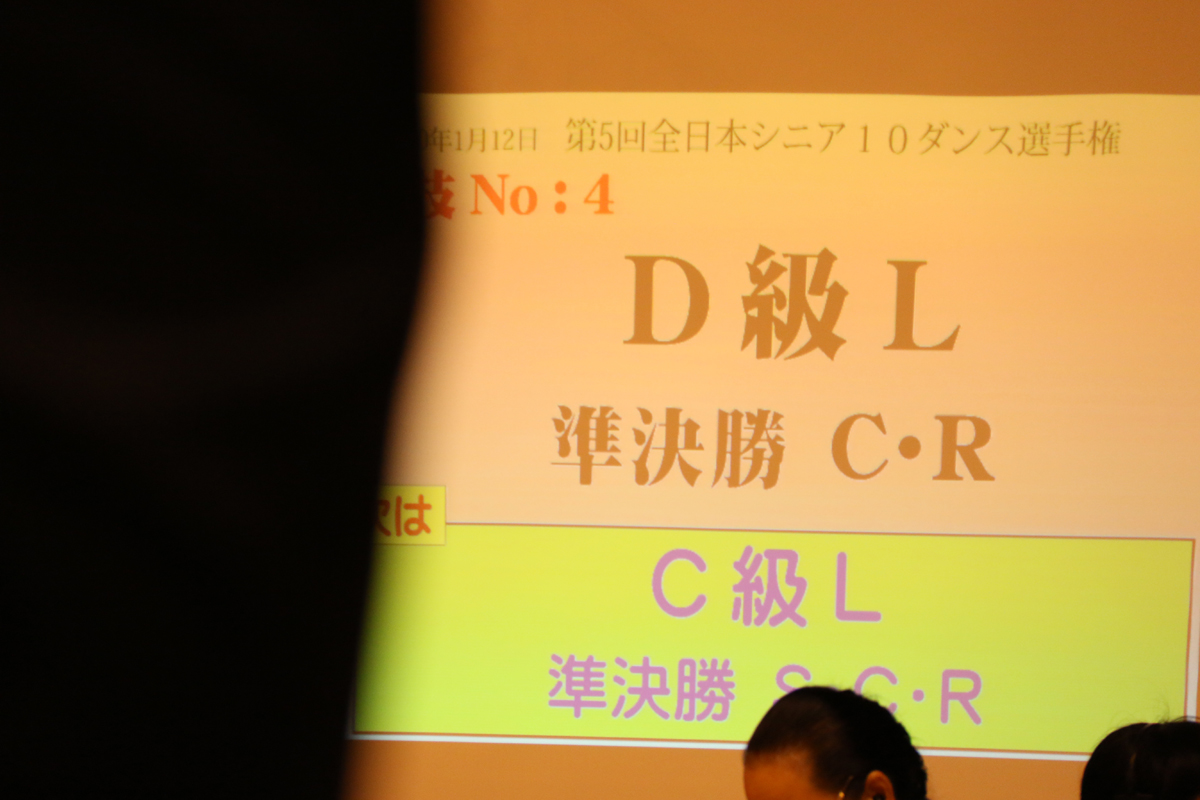 年1月12日 第5回全日本シニア10ダンス選手権
技 No:4
D級L
準決勝 C・R
次は
C級L
準決勝 S C・R